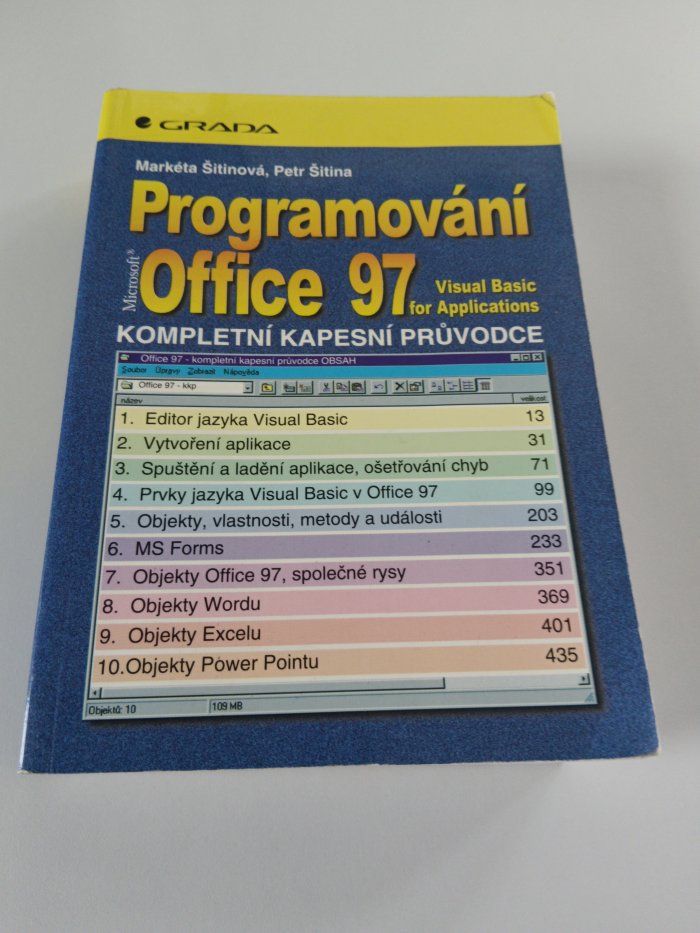 GRADA
Markéta Šitinová, Petr Šitina
Programování
Microsoft®
Office 97
Visual Basic
for Applications
KOMPLETNÍ KAPESNÍ PRŮVODCE
Office 97 - kompletní kapesní průvodce OBSAH
Soubor Úpravy Zobrazit Nápověda
Office 97 - kkp
název velikost
1. Editor jazyka Visual Basic 13
2. Vytvoření aplikace 31
3. Spuštění a ladění aplikace, ošetřování chyb 71
4. Prvky jazyka Visual Basic v Office 97 99
5. Objekty, vlastnosti, metody a události 203
6. MS Forms 233
7. Objekty Office 97, společné rysy 351
8. Objekty Wordu 369
9. Objekty Excelu 401
10.Objekty Power Pointu 435
Objektů: 10 109 MB